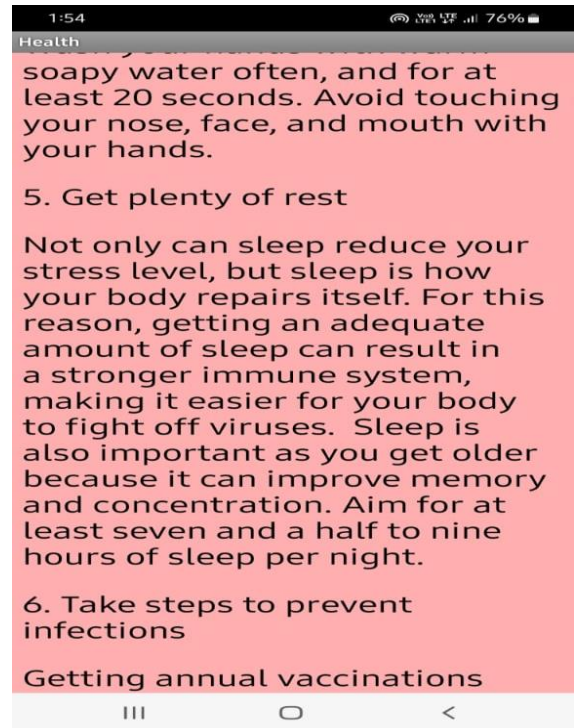 1:54
VoD LTE 76%
Health
soapy water often, and for at
least 20 seconds. Avoid touching
your nose, face, and mouth with
your hands.
5. Get plenty of rest
Not only can sleep reduce your
stress level, but sleep is how
your body repairs itself. For this
reason, getting an adequate
amount of sleep can result in
a stronger immune system,
making it easier for your body
to fight off viruses.  Sleep is
also important as you get older
because it can improve memory
and concentration. Aim for at
least seven and a half to nine
hours of sleep per night.
6. Take steps to prevent
infections
Getting annual vaccinations